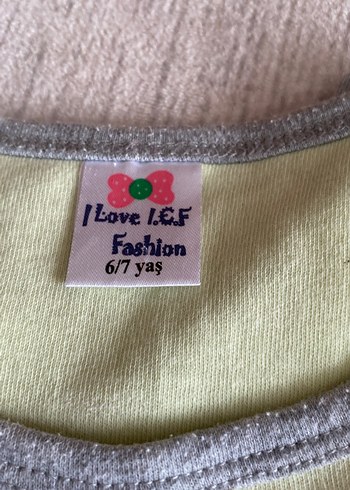 I Love I.E.F
Fashion
6/7 yaş